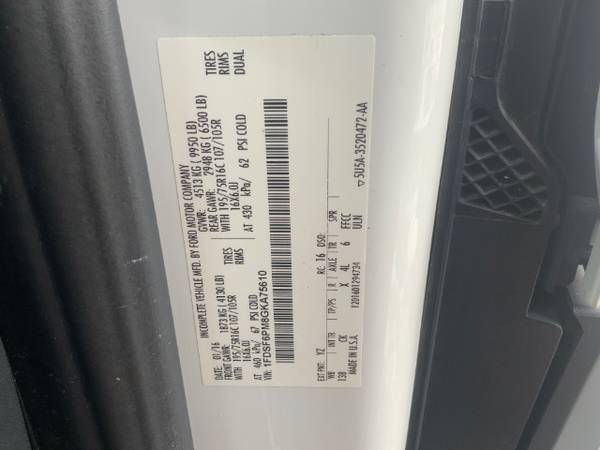 INCOMPLETE VEHICLE MFD. BY FORD MOTOR COMPANY
DATE: 01/16 GVWR: 4513 KG ( 9950 LB)
FRONT GAWR: 1873 KG ( 4130 LB) REAR GAWR: 2948 KG ( 6500 LB)
WITH 195/75R16C 107/105R TIRES WITH 195/75R16C 107/105R TIRES
16X6.0J RIMS 16X6.0J RIMS
AT 460 kPa/ 67 PSI COLD AT 430 kPa/ 62 PSI COLD DUAL
VIN: 1FDSF6PM8GKA75610
EXT PNT: YZ RC: 16 DSO:
WB INT TR TP/PS R AXLE TR SPR
138 CK X 4L 6 FFCC
MADE IN U.S.A. 1201601294734 ULN
5U5A-3520472-AA